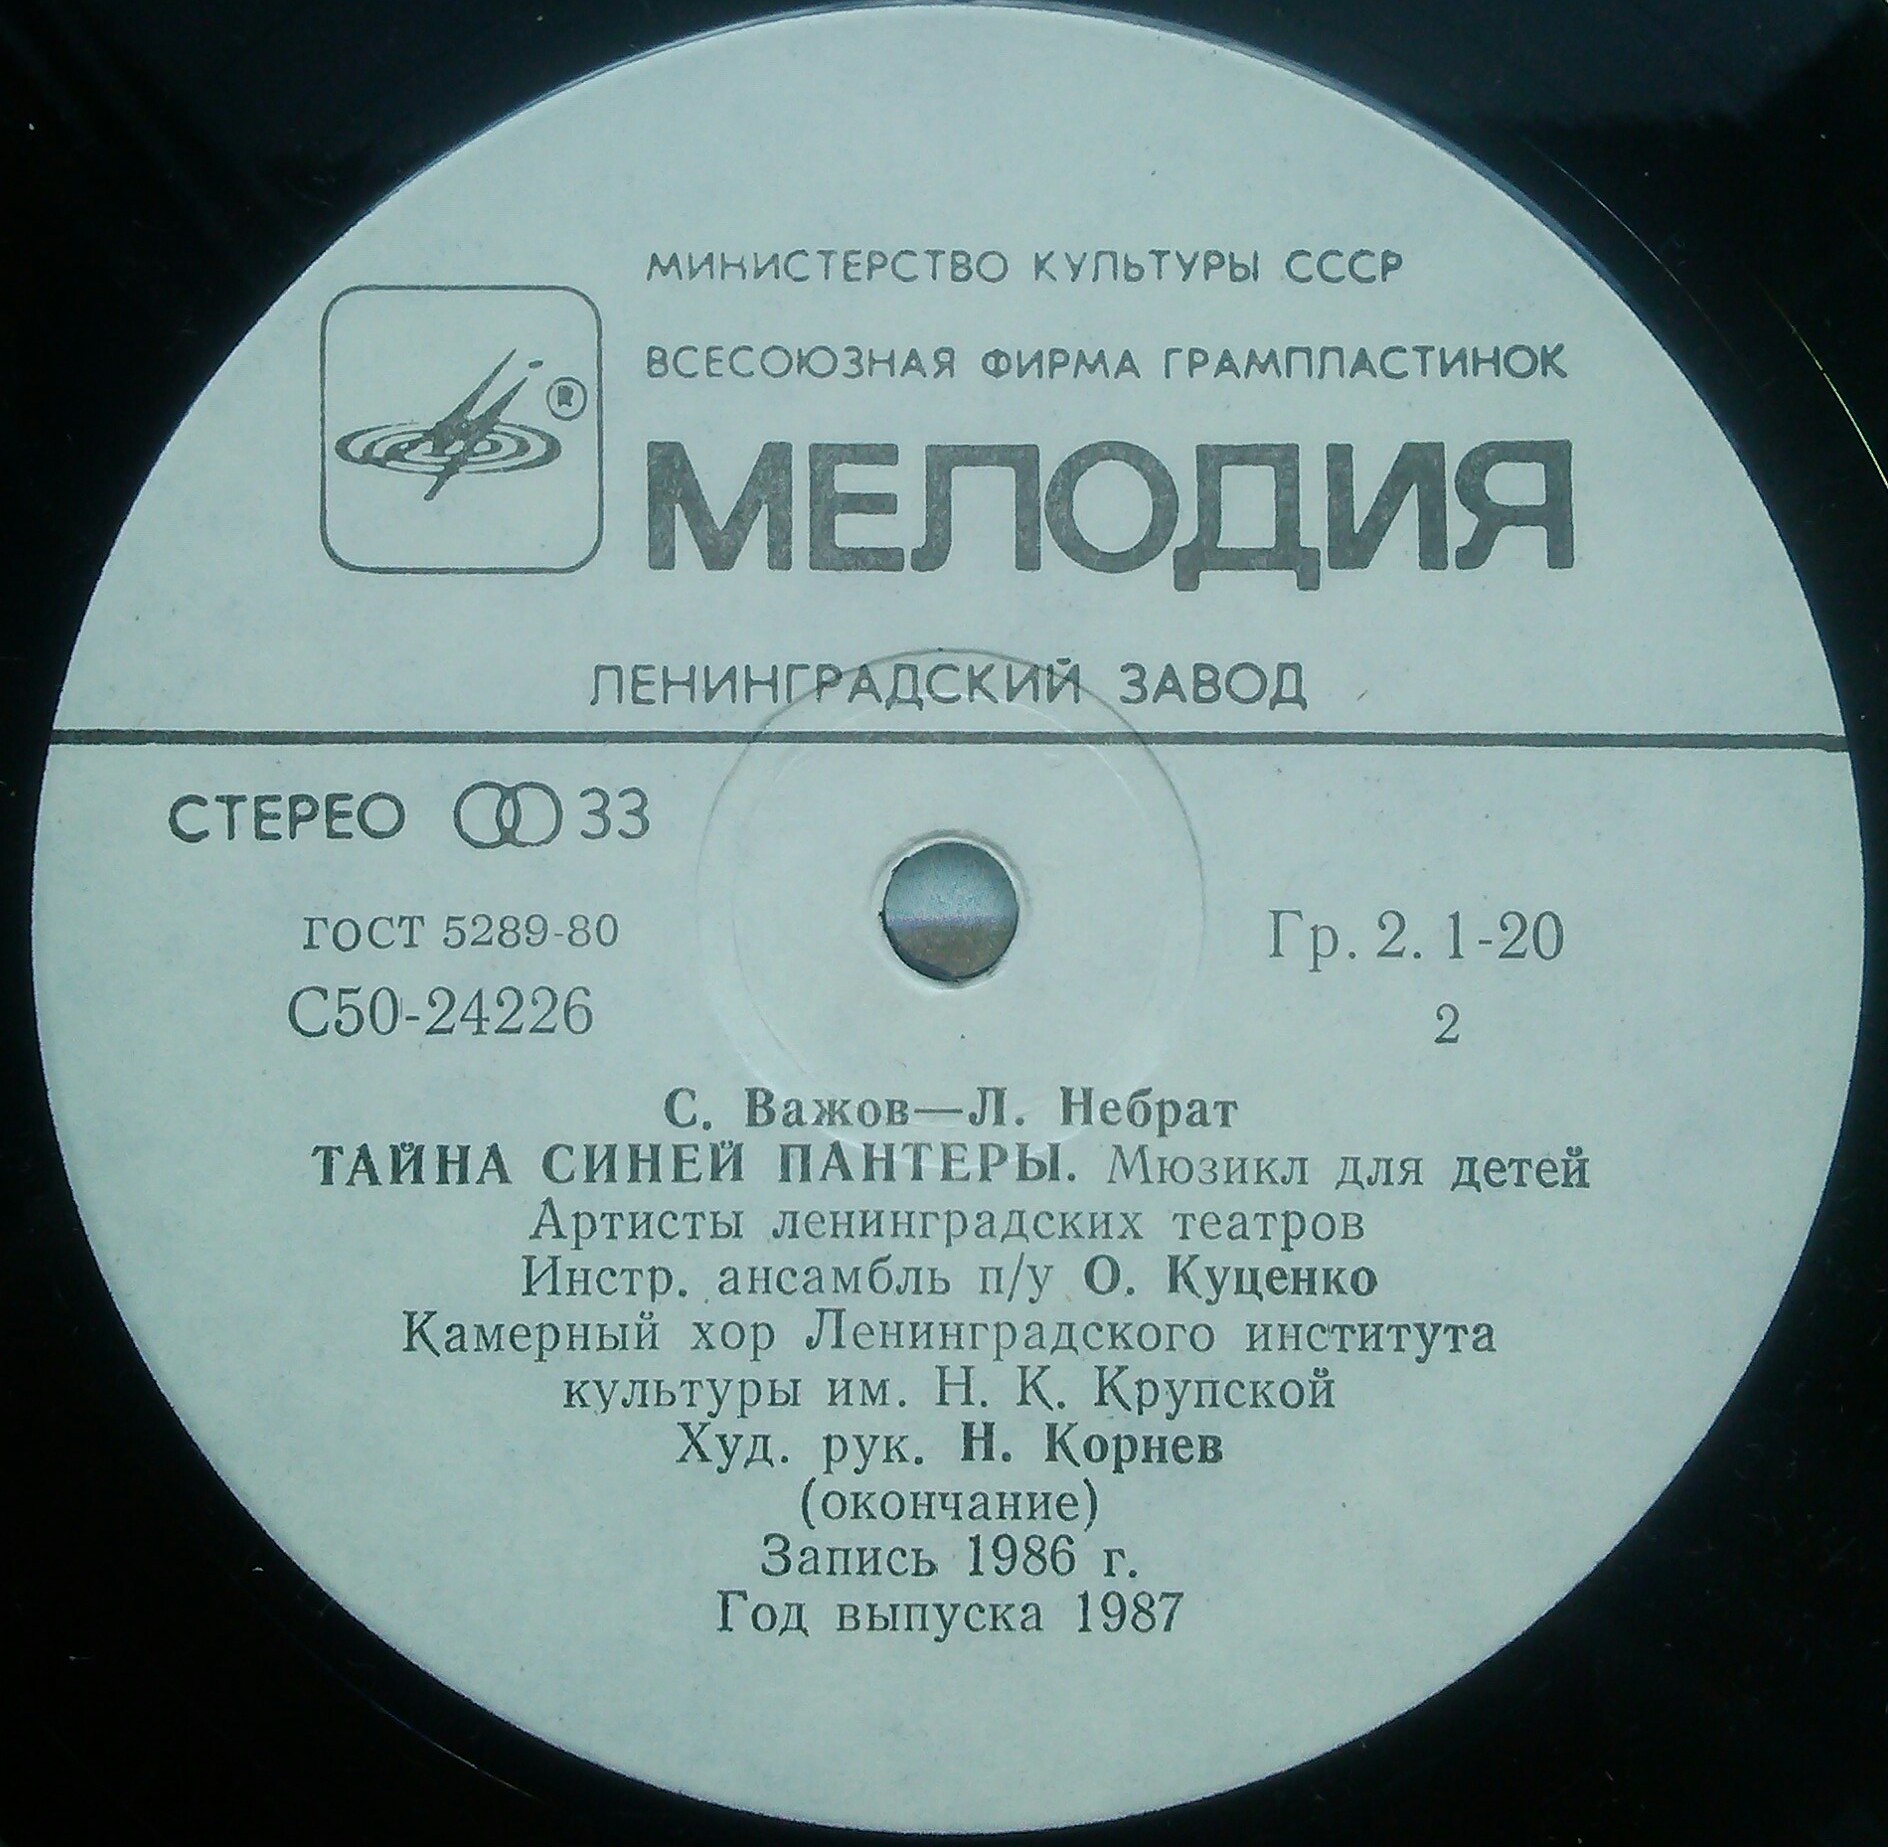 МИНИСТЕРСТВО КУЛЬТУРЫ СССР
ВСЕСОЮЗНАЯ ФИРМА ГРАМПЛАСТИНОК
®
МЕЛОДИЯ
ЛЕНИНГРАДСКИЙ ЗАВОД
СТЕРЕО 33
ГОСТ 5289-80
Гр. 2. 1-20
С50-24226
2
С. Важов—Л. Небрат
ТАЙНА СИНЕЙ ПАНТЕРЫ. Мюзикл для детей
Артисты ленинградских театров
Инстр. ансамбль п/у О. Куценко
Камерный хор Ленинградского института
культуры им. Н. К. Крупской
Худ. рук. Н. Корнев
(окончание)
Запись 1986 г.
Год выпуска 1987